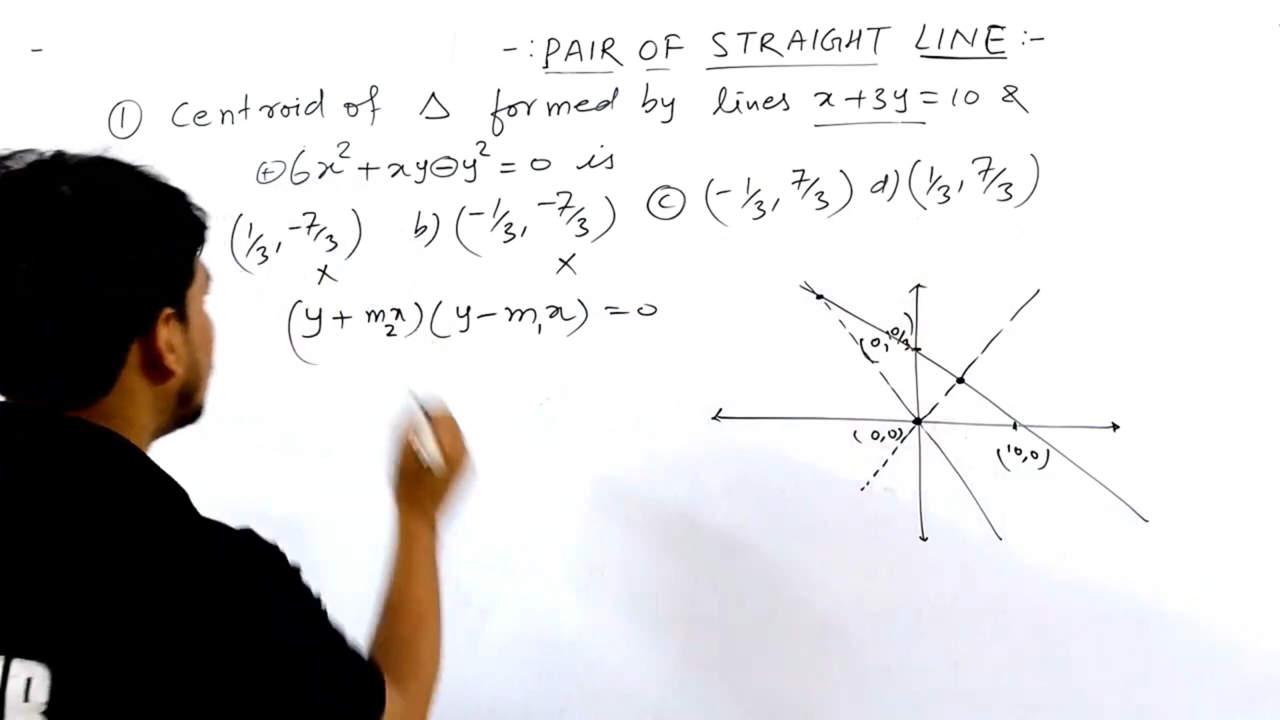 -: PAIR OF STRAIGHT LINE :-
① Centroid of Δ formed by lines x+3y=10 &
⊕6x²+xy⊖y²=0 is
(1/3, -7/3) b) (-1/3, -7/3) ⓒ (-1/3, 7/3) d) (1/3, 7/3)
× ×
(y+m₂x)(y-m₁x)=0
(0, 10/3)
(0,0)
(10,0)